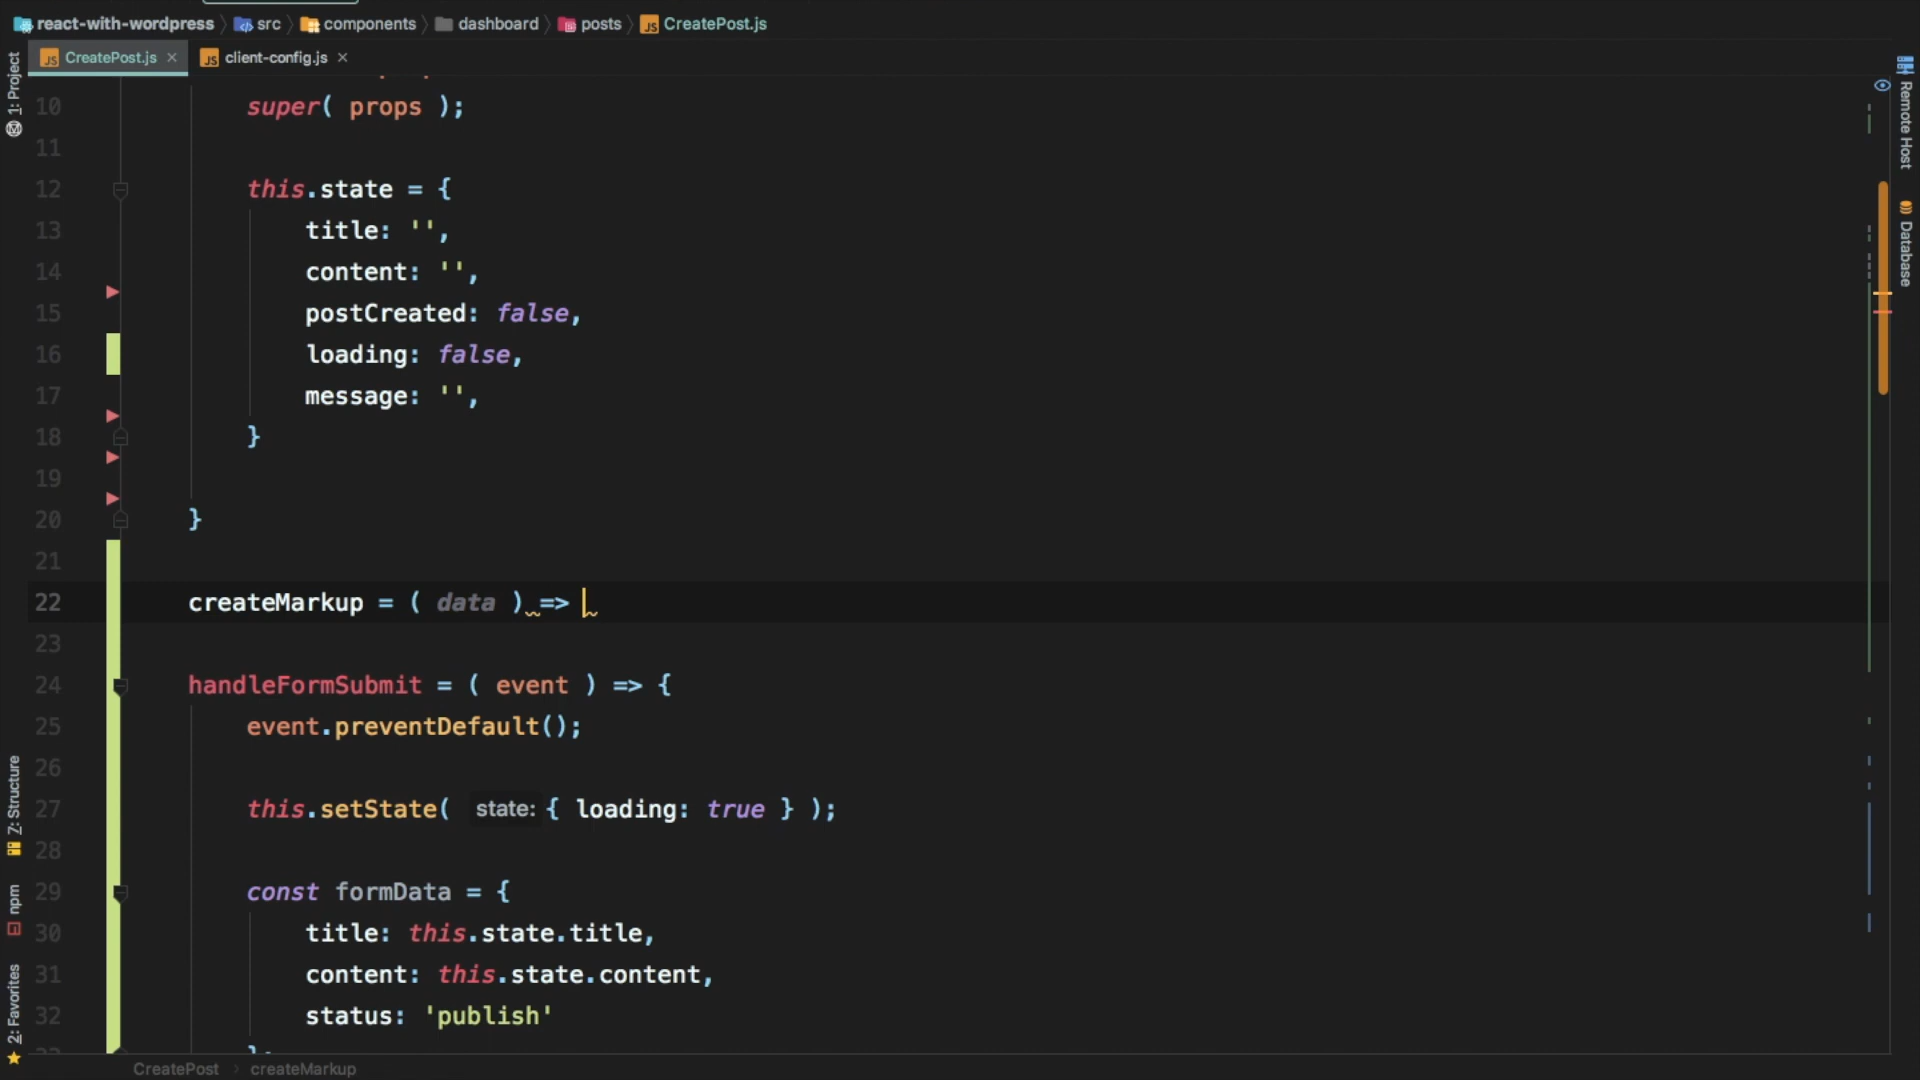 react-with-wordpress src components dashboard posts CreatePost.js
CreatePost.js client-config.js
1: Project
Z: Structure
npm
2: Favorites
Remote Host
Database
10 super( props );
11
12 this.state = {
13 title: '',
14 content: '',
15 postCreated: false,
16 loading: false,
17 message: '',
18 }
19
20 }
21
22 createMarkup = ( data ) =>
23
24 handleFormSubmit = ( event ) => {
25 event.preventDefault();
26
27 this.setState( state: { loading: true } );
28
29 const formData = {
30 title: this.state.title,
31 content: this.state.content,
32 status: 'publish'
CreatePost createMarkup